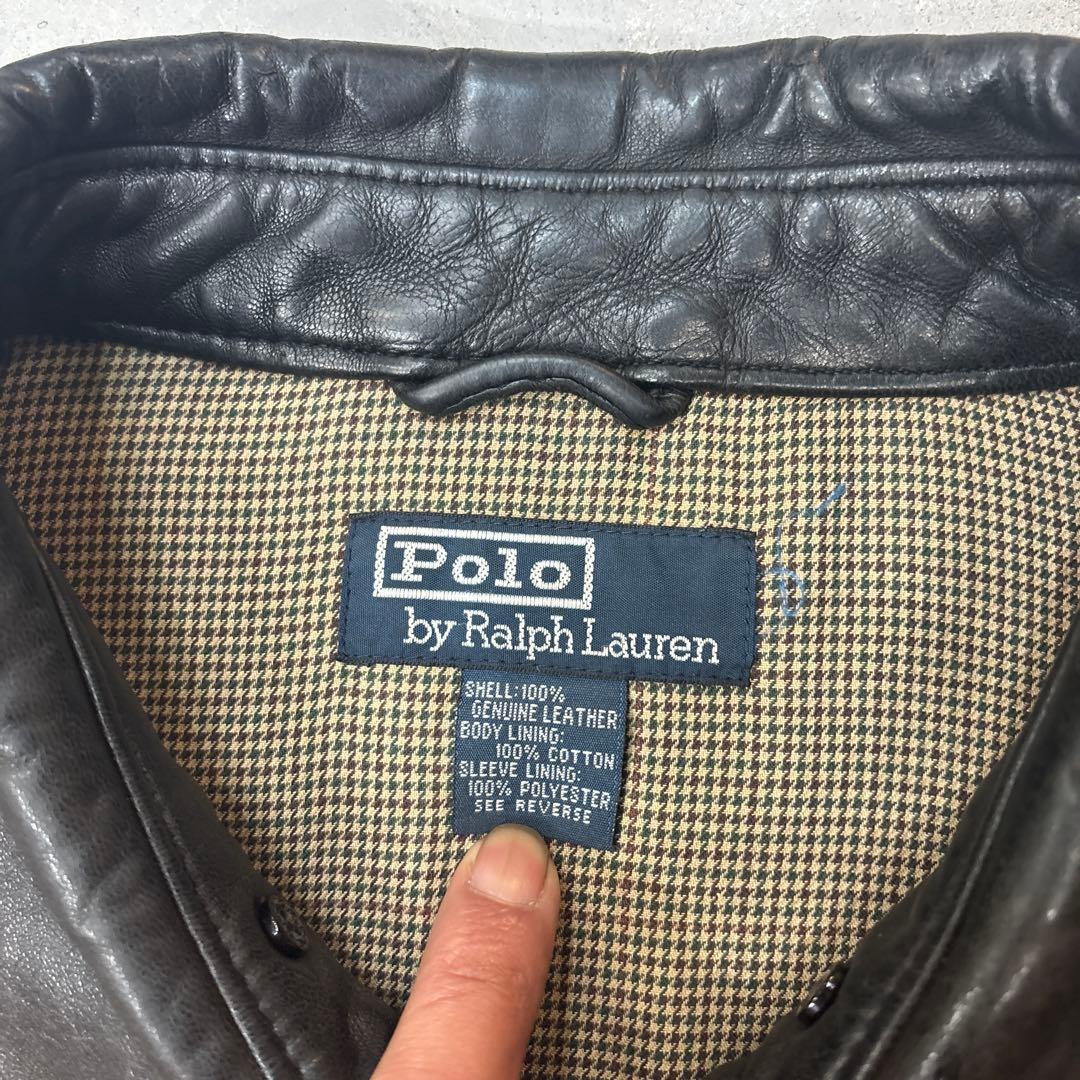 Polo
by Ralph Lauren
SHELL:100%
GENUINE LEATHER
BODY LINING:
100% COTTON
SLEEVE LINING:
100% POLYESTER
SEE REVERSE